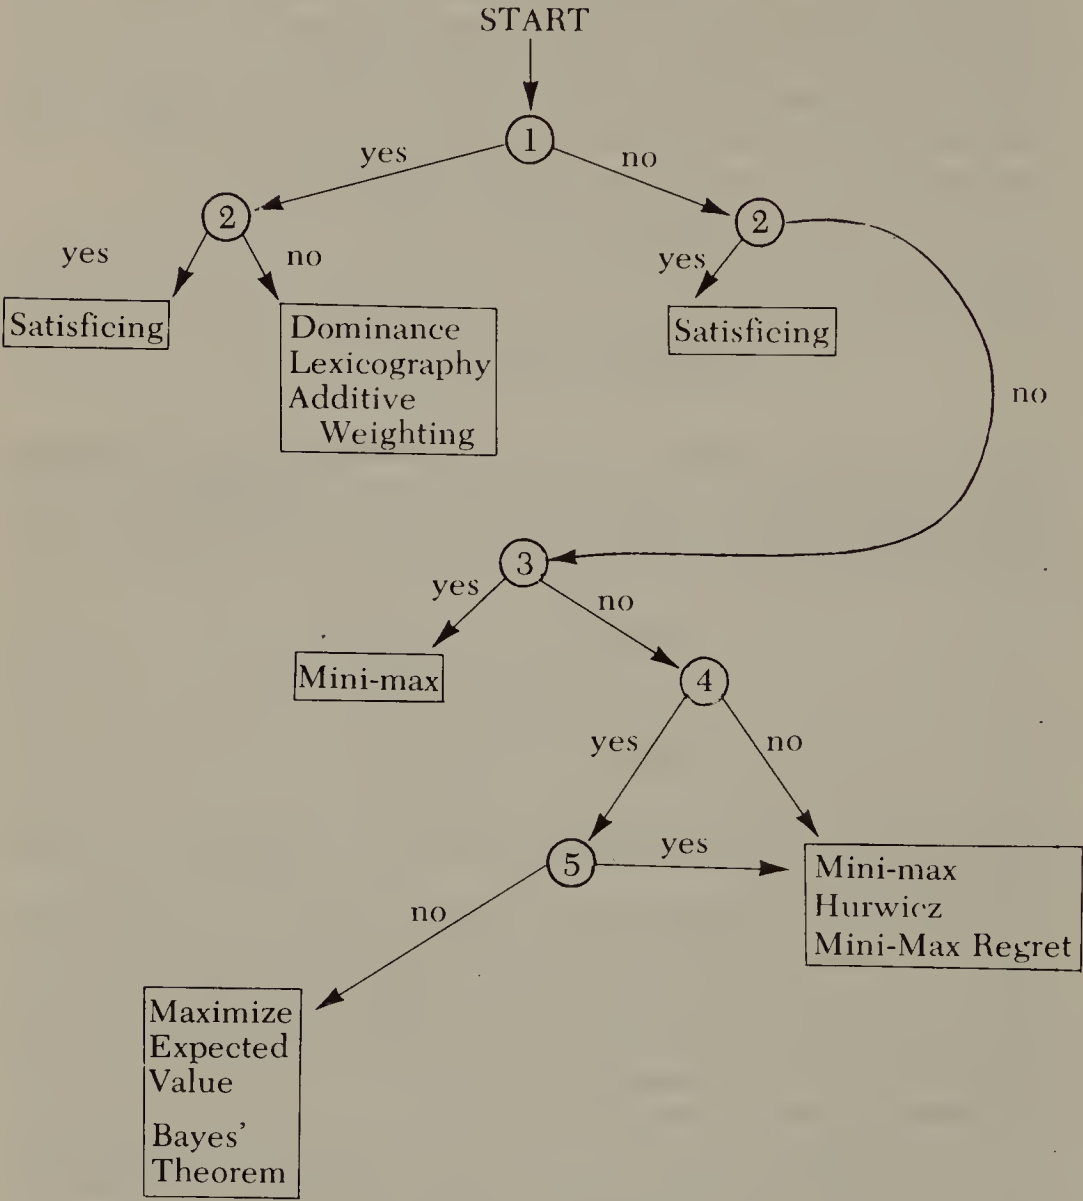 START
1
yes
no
2
2
yes
no
yes
Satisficing
Dominance
Lexicography
Additive
Weighting
Satisficing
no
3
yes
no
Mini-max
4
yes
no
5
yes
Mini-max
Hurwicz
Mini-Max Regret
no
Maximize
Expected
Value
Bayes'
Theorem